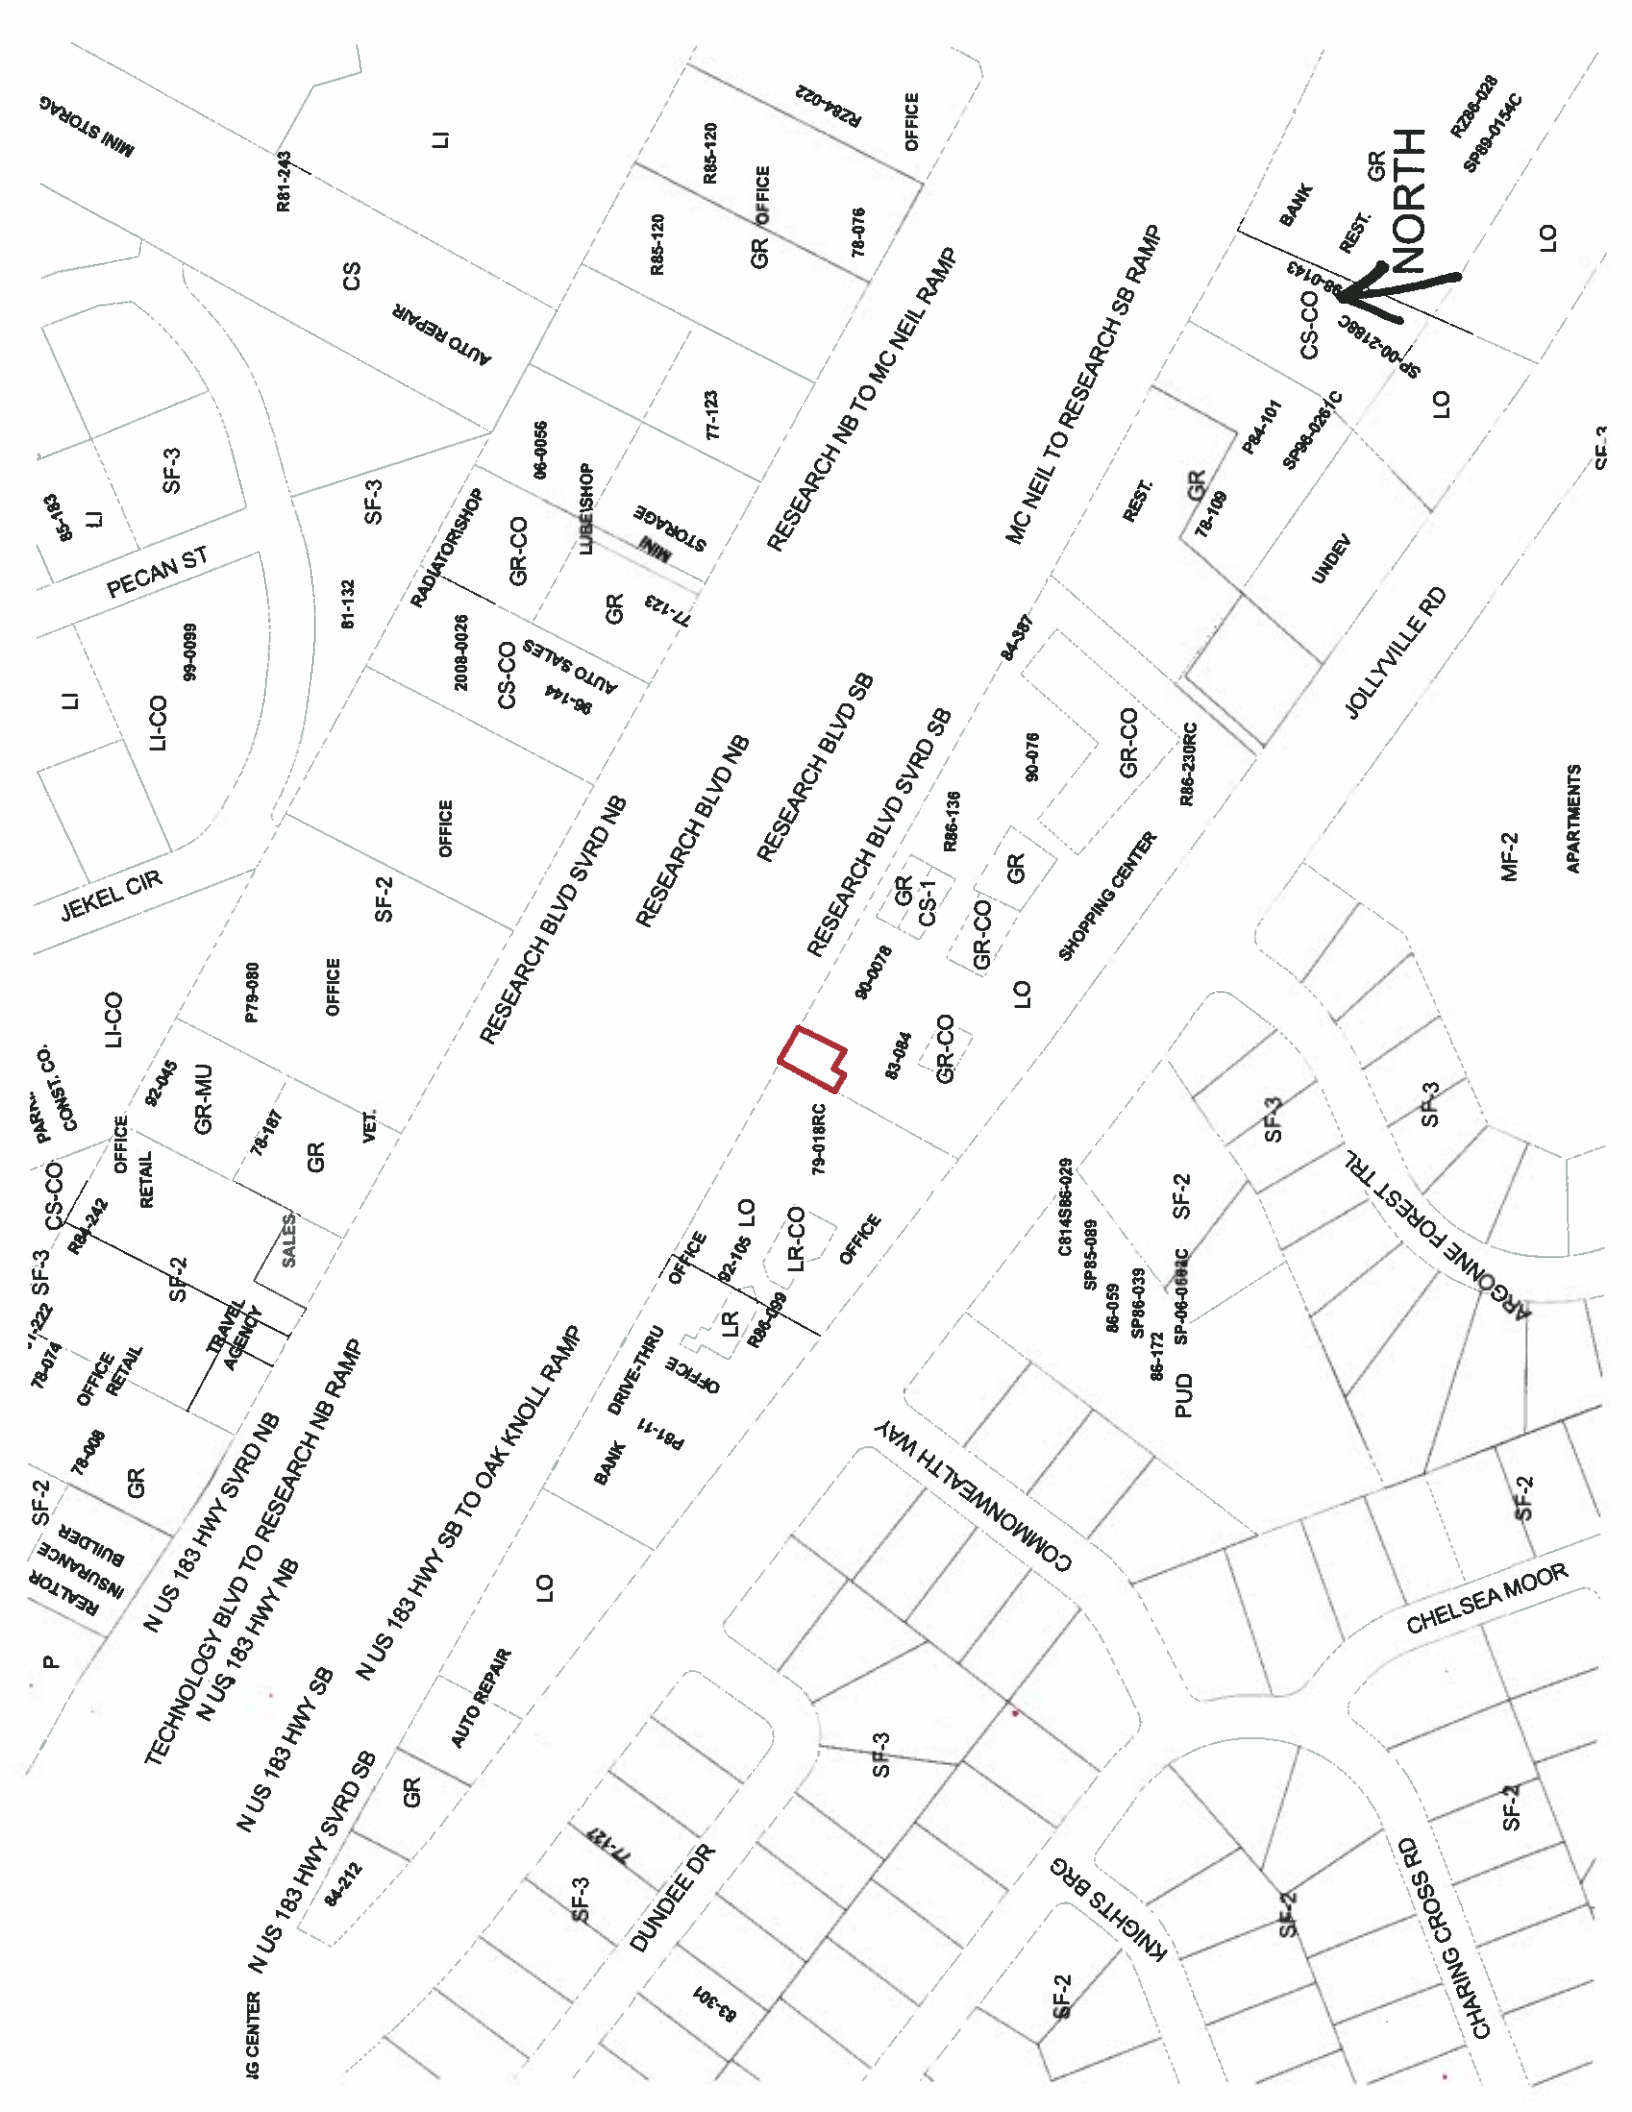 MINI STORAG
R81-243
LI
CS
AUTO REPAIR
R85-120
RZ84-022
OFFICE
R85-120
OFFICE
GR
78-076
SF-3
85-183
LI
PECAN ST
SF-3
81-132
99-0099
LI
LI-CO
06-0056
RADIATOR SHOP
GR-CO
LUBE SHOP
MINI
STORAGE
77-123
GR
77-123
2008-0026
CS-CO
AUTO SALES
96-144
RESEARCH NB TO MC NEIL RAMP
MC NEIL TO RESEARCH SB RAMP
BANK
REST.
GR
RZ86-028
SP89-0154C
NORTH
98-0143
CS-CO
SP-00-2188C
LO
LO
P84-101
SP96-0261C
REST.
GR
78-109
UNDEV
JOLLYVILLE RD
84-387
RESEARCH BLVD SB
RESEARCH BLVD NB
RESEARCH BLVD SVRD SB
RESEARCH BLVD SVRD NB
90-076
GR-CO
R86-230RC
R86-136
GR
CS-1
GR
GR-CO
SHOPPING CENTER
90-0078
LO
83-084
GR-CO
MF-2
APARTMENTS
JEKEL CIR
OFFICE
SF-2
LI-CO
P79-080
OFFICE
CONST. CO.
92-045
GR-MU
78-187
GR
VET.
OFFICE
RETAIL
CS-CO
R84-242
SF-3
SF-2
SALES
TRAVEL
AGENCY
78-074
OFFICE
RETAIL
78-008
GR
SF-2
BUILDER
INSURANCE
REALTOR
P
N US 183 HWY SVRD NB
TECHNOLOGY BLVD TO RESEARCH NB RAMP
N US 183 HWY NB
N US 183 HWY SB
N US 183 HWY SB TO OAK KNOLL RAMP
N US 183 HWY SVRD SB
79-018RC
LO
92-105
OFFICE
LR-CO
OFFICE
LR
R86-099
DRIVE-THRU
OFFICE
BANK
P81-11
LO
AUTO REPAIR
GR
84-212
C814S86-029
SP85-089
86-059
SP86-039
86-172
SP-06-0682C
PUD
SF-2
SF-3
SF-3
ARGONNE FOREST TRL
COMMONWEALTH WAY
SF-2
CHELSEA MOOR
SF-3
77-127
SF-3
DUNDEE DR
83-301
KNIGHTS BRG
SF-2
SF-2
CHARING CROSS RD
SF-2